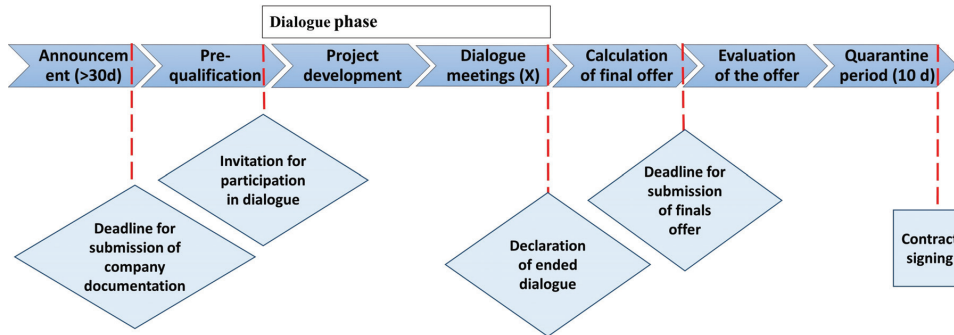 Dialogue phase
Announcem
ent (>30d)
Pre-
qualification
Project
development
Dialogue
meetings (X)
Calculation
of final offer
Evaluation
of the offer
Quarantine
period (10 d)
Deadline for
submission of
company
documentation
Invitation for
participation
in dialogue
Declaration
of ended
dialogue
Deadline for
submission
of finals
offer
Contract
signing